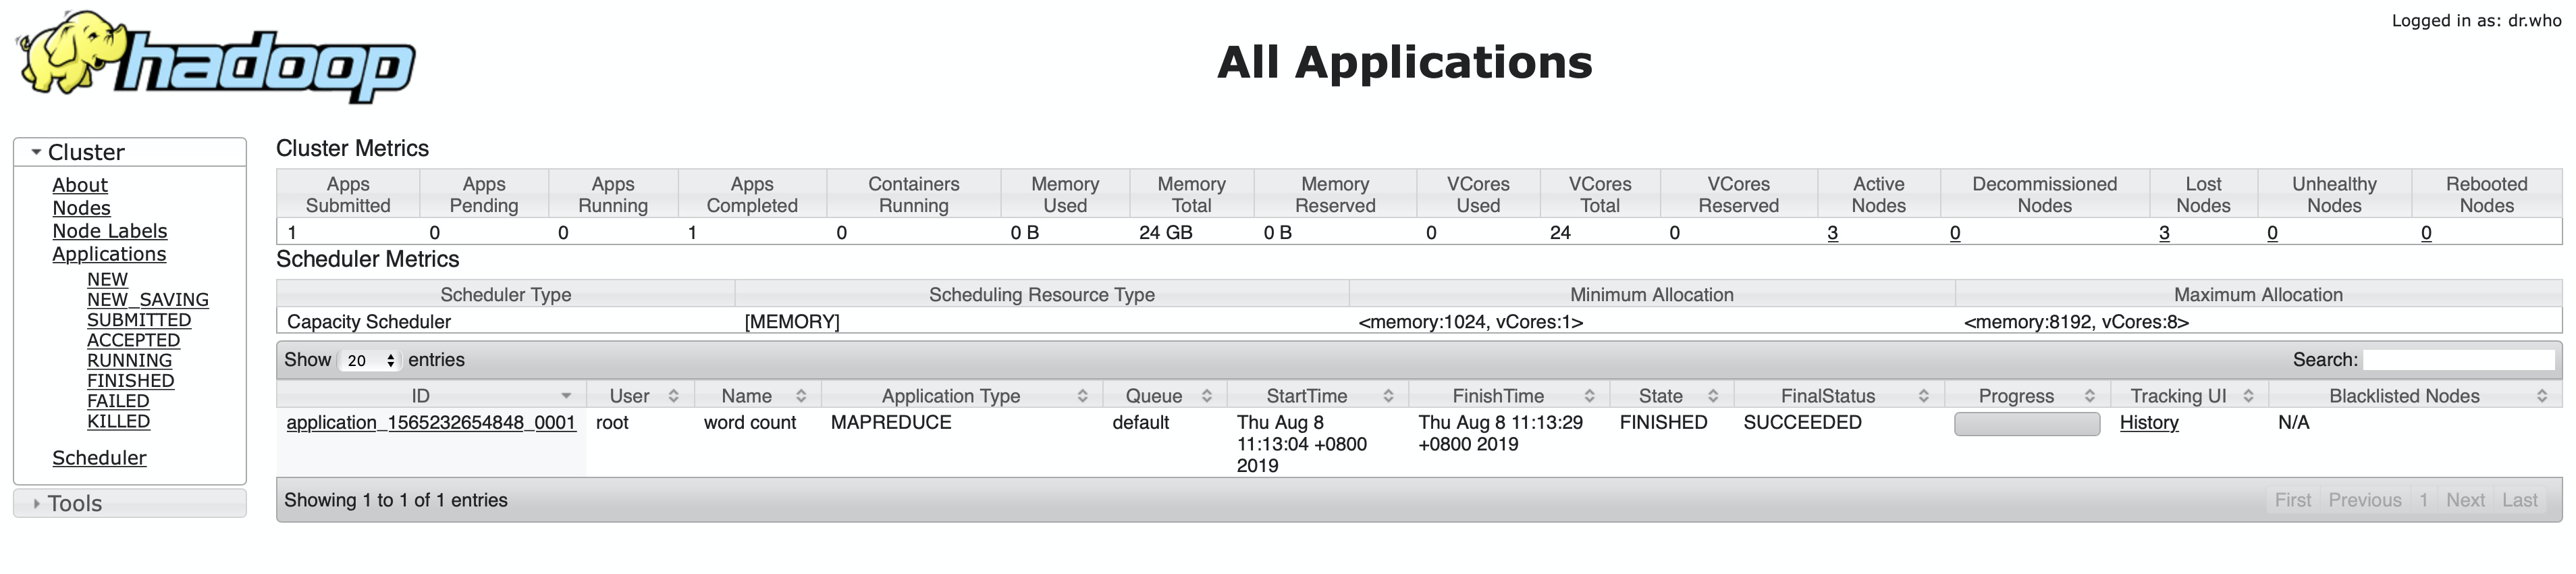 Logged in as: dr.who
hadoop
All Applications
Cluster
About
Nodes
Node Labels
Applications
NEW
NEW_SAVING
SUBMITTED
ACCEPTED
RUNNING
FINISHED
FAILED
KILLED
Scheduler
Tools
Cluster Metrics
Apps Submitted Apps Pending Apps Running Apps Completed Containers Running Memory Used Memory Total Memory Reserved VCores Used VCores Total VCores Reserved Active Nodes Decommissioned Nodes Lost Nodes Unhealthy Nodes Rebooted Nodes
1 0 0 1 0 0 B 24 GB 0 B 0 24 0 3 0 3 0 0
Scheduler Metrics
Scheduler Type Scheduling Resource Type Minimum Allocation Maximum Allocation
Capacity Scheduler [MEMORY] <memory:1024, vCores:1> <memory:8192, vCores:8>
Show 20 entries Search:
ID User Name Application Type Queue StartTime FinishTime State FinalStatus Progress Tracking UI Blacklisted Nodes
application_1565232654848_0001 root word count MAPREDUCE default Thu Aug 8 11:13:04 +0800 2019 Thu Aug 8 11:13:29 +0800 2019 FINISHED SUCCEEDED History N/A
Showing 1 to 1 of 1 entries First Previous 1 Next Last